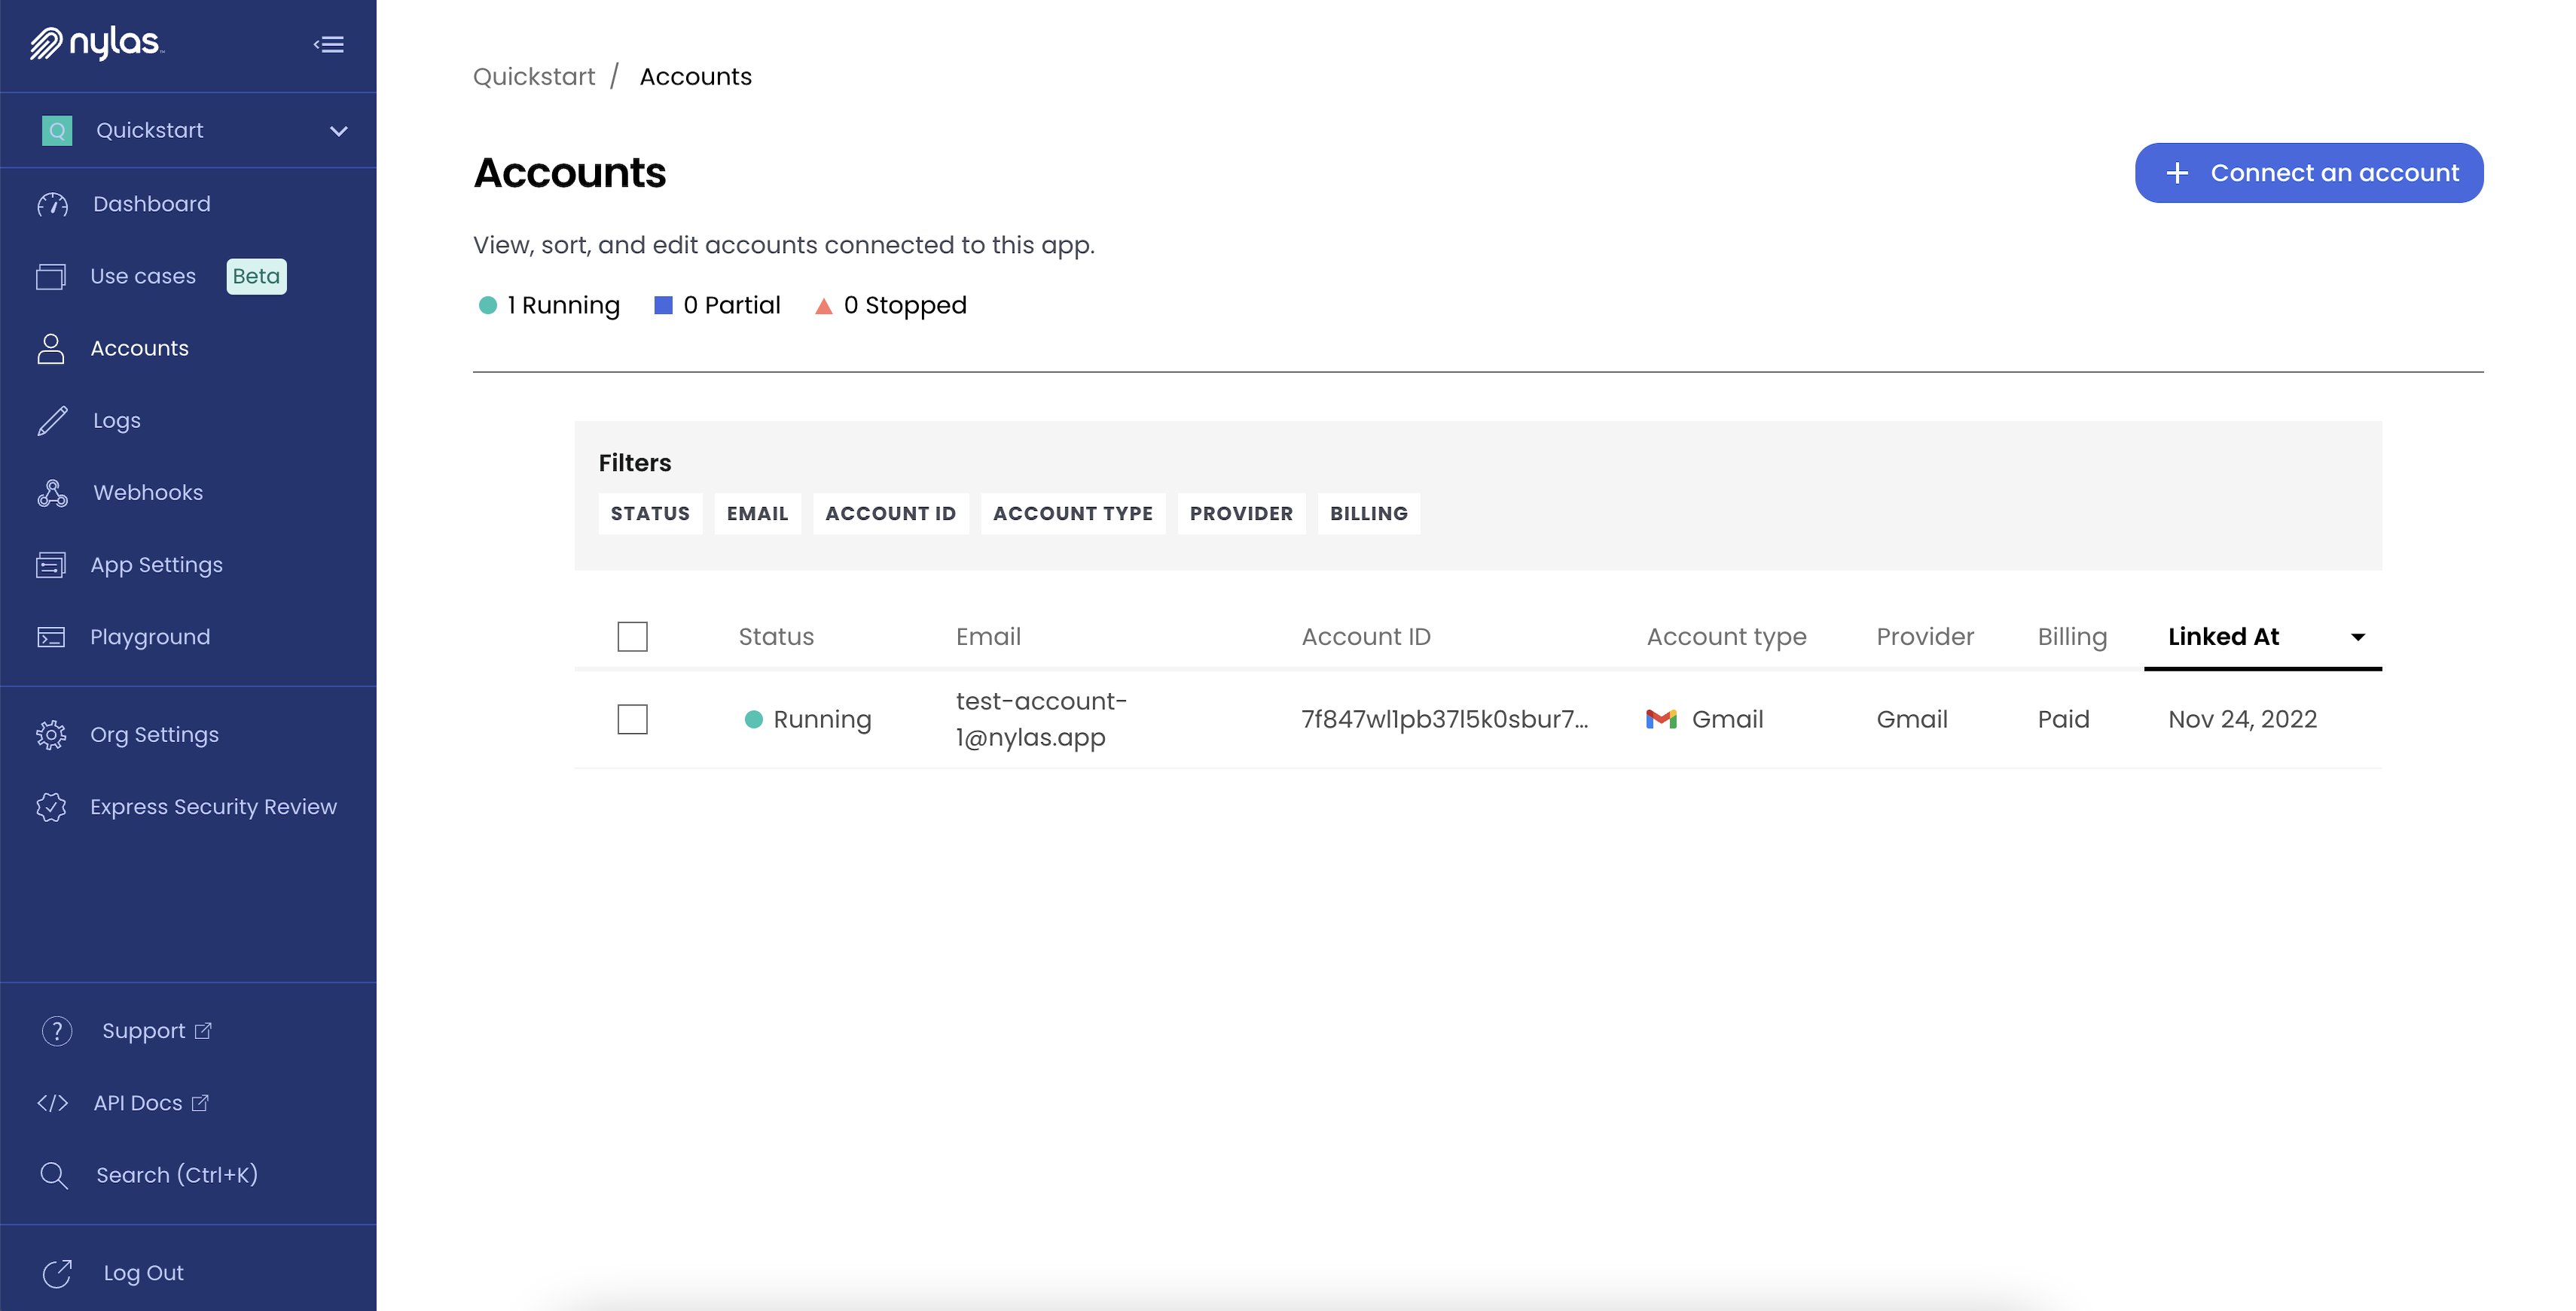 nylas
Q Quickstart
Dashboard
Use cases Beta
Accounts
Logs
Webhooks
App Settings
Playground
Org Settings
Express Security Review
? Support
</> API Docs
Search (Ctrl+K)
Log Out
Quickstart / Accounts
Accounts
+ Connect an account
View, sort, and edit accounts connected to this app.
1 Running 0 Partial 0 Stopped
Filters
STATUS EMAIL ACCOUNT ID ACCOUNT TYPE PROVIDER BILLING
Status Email Account ID Account type Provider Billing Linked At
Running test-account-1@nylas.app 7f847wl1pb37l5k0sbur7... Gmail Gmail Paid Nov 24, 2022